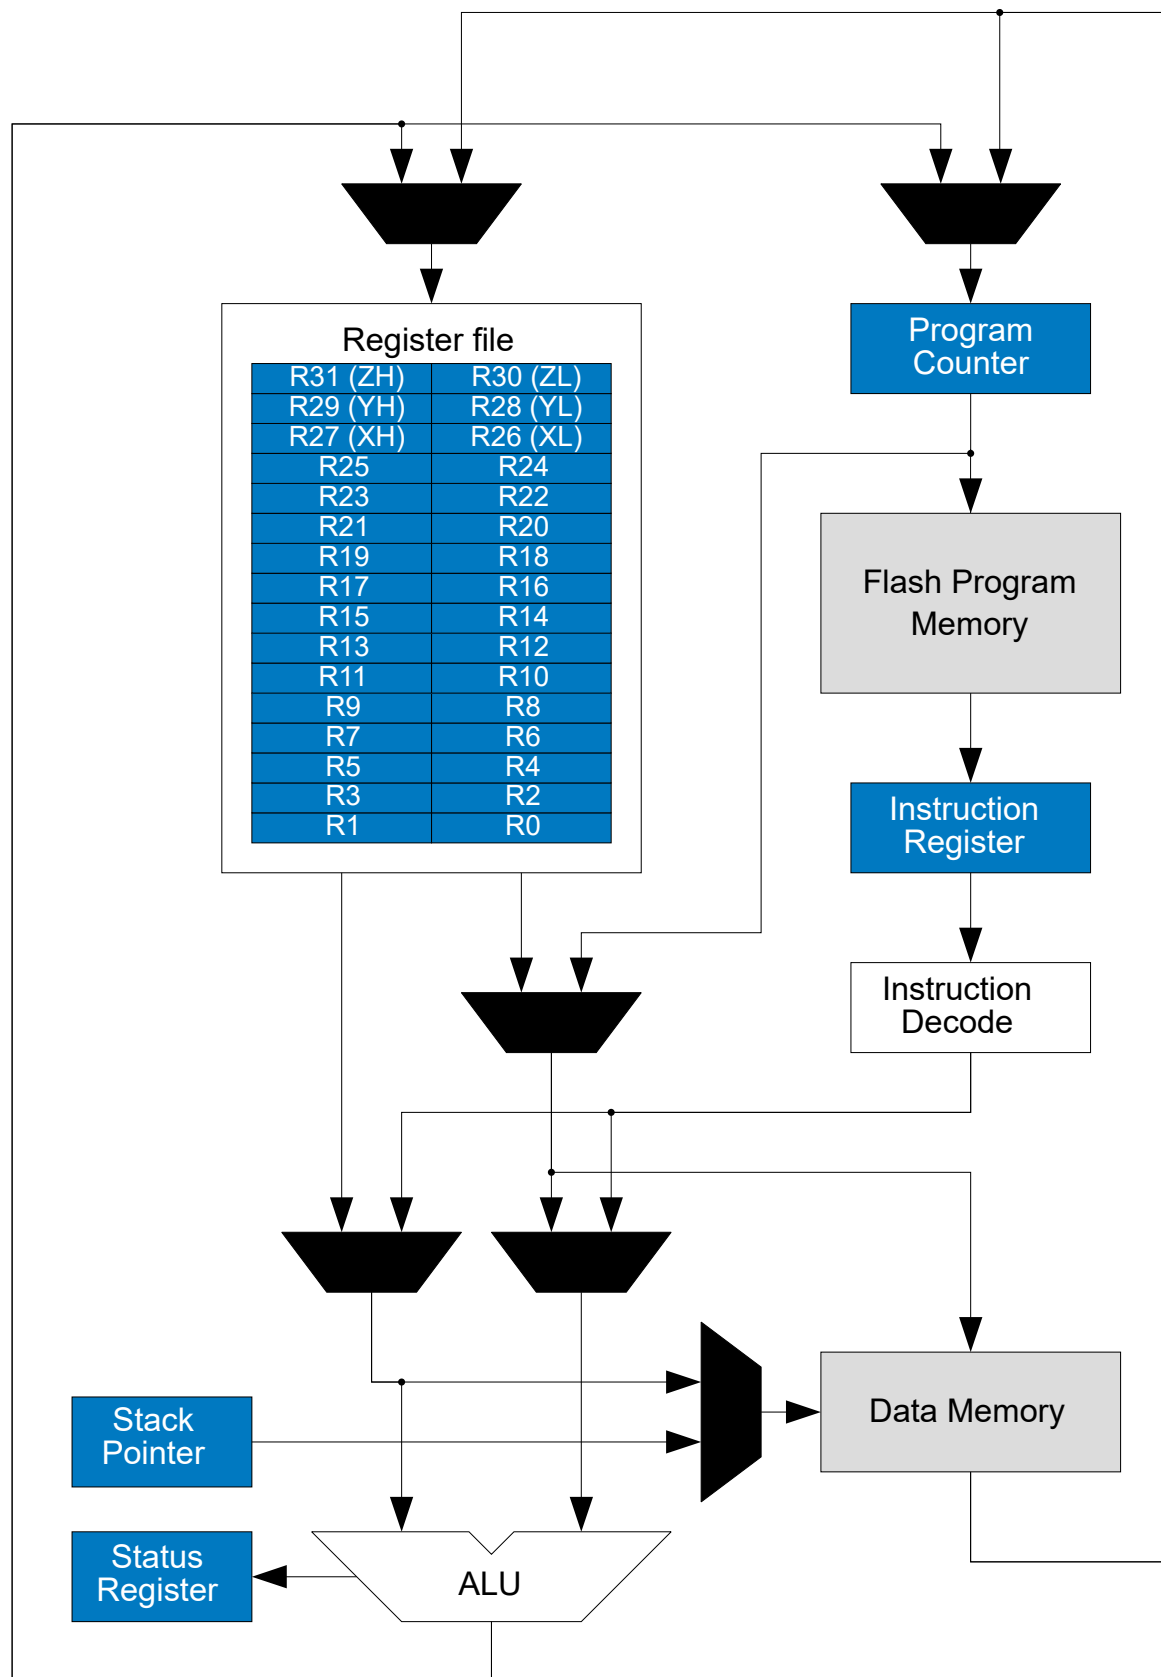 Register file
R31 (ZH) R30 (ZL)
R29 (YH) R28 (YL)
R27 (XH) R26 (XL)
R25 R24
R23 R22
R21 R20
R19 R18
R17 R16
R15 R14
R13 R12
R11 R10
R9 R8
R7 R6
R5 R4
R3 R2
R1 R0
Program
Counter
Flash Program
Memory
Instruction
Register
Instruction
Decode
Stack
Pointer
Data Memory
Status
Register
ALU